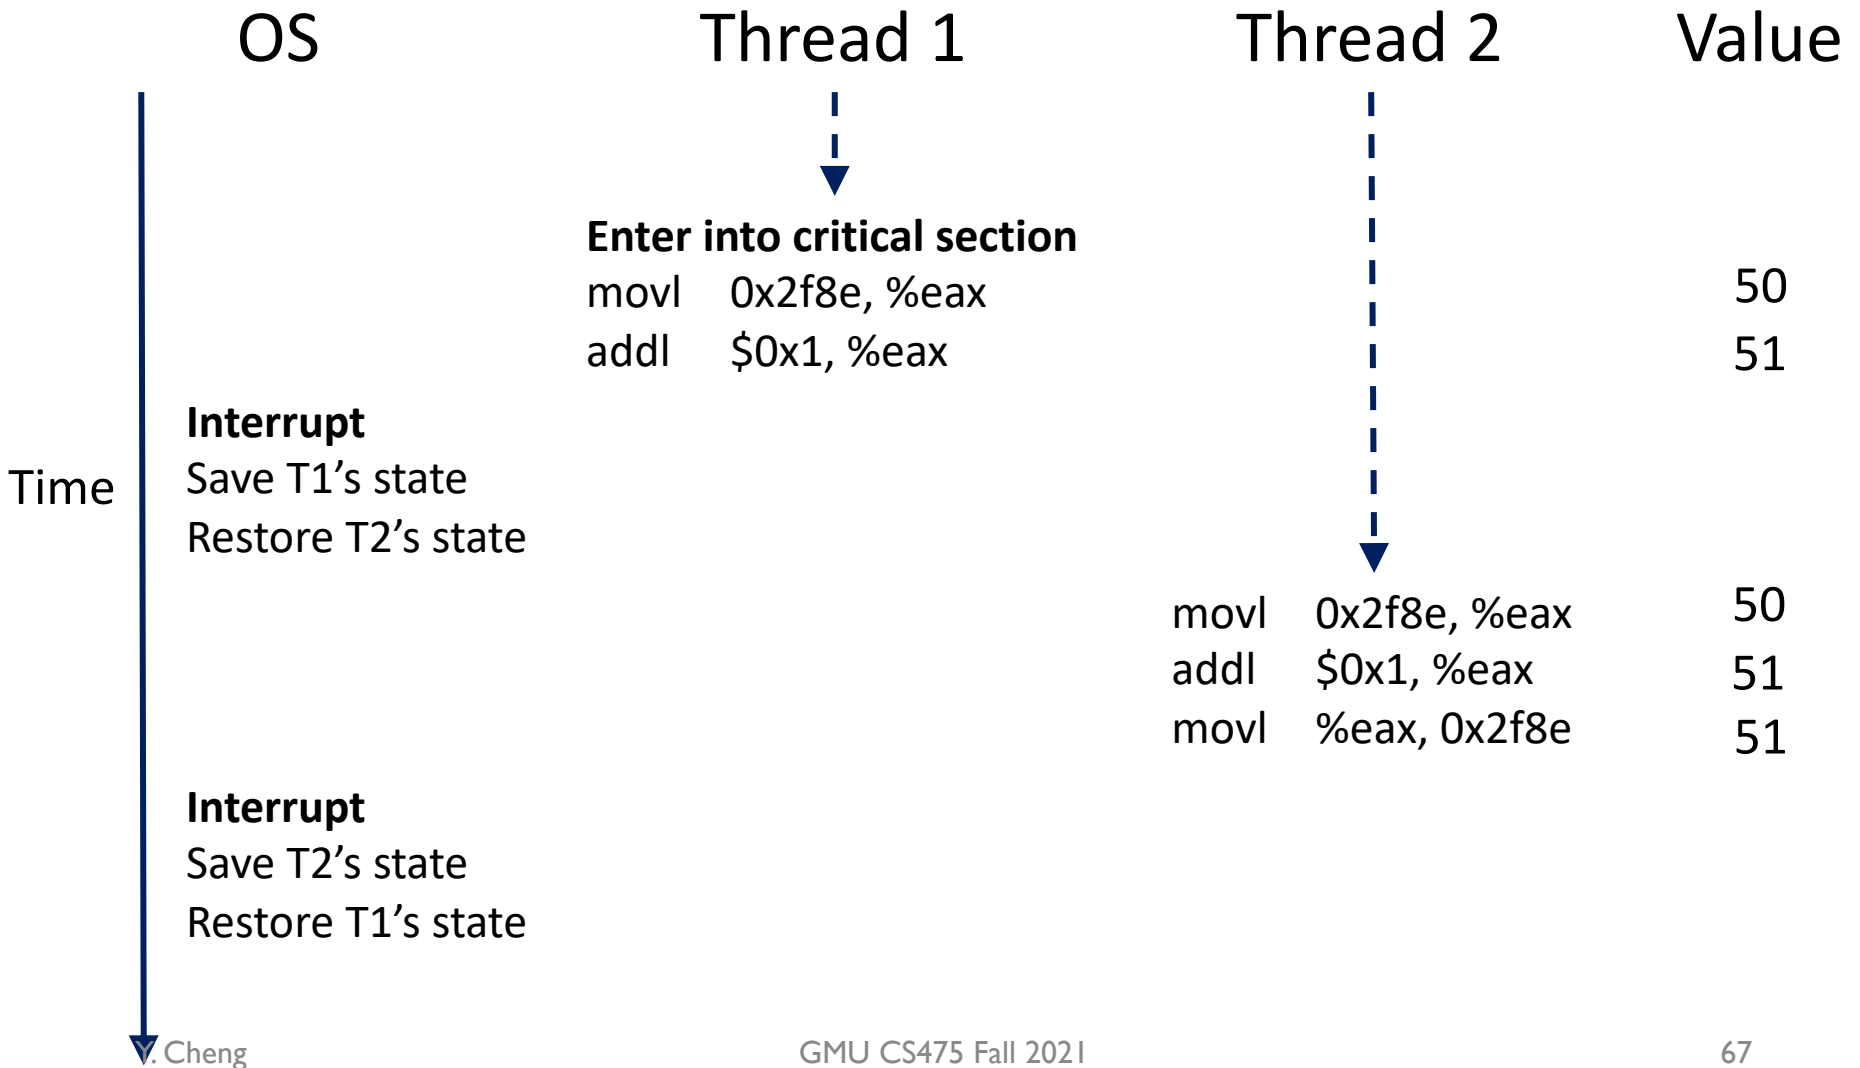 OS Thread 1 Thread 2 Value
Enter into critical section
movl 0x2f8e, %eax 50
addl $0x1, %eax 51
Interrupt
Time
Save T1’s state
Restore T2’s state
movl 0x2f8e, %eax 50
addl $0x1, %eax 51
movl %eax, 0x2f8e 51
Interrupt
Save T2’s state
Restore T1’s state
Y. Cheng GMU CS475 Fall 2021 67